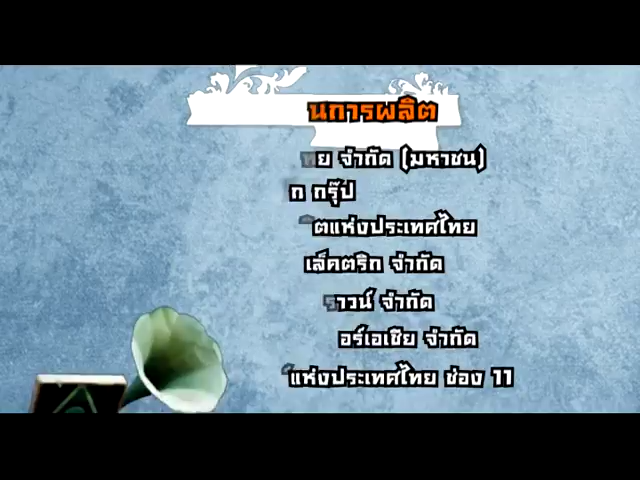 นการผลิต
ทย จำกัด (มหาชน)
ก กรุ๊ป
ิตแห่งประเทศไทย
เล็คตริก จำกัด
ราวน์ จำกัด
อร์เอเชีย จำกัด
แห่งประเทศไทย ช่อง 11